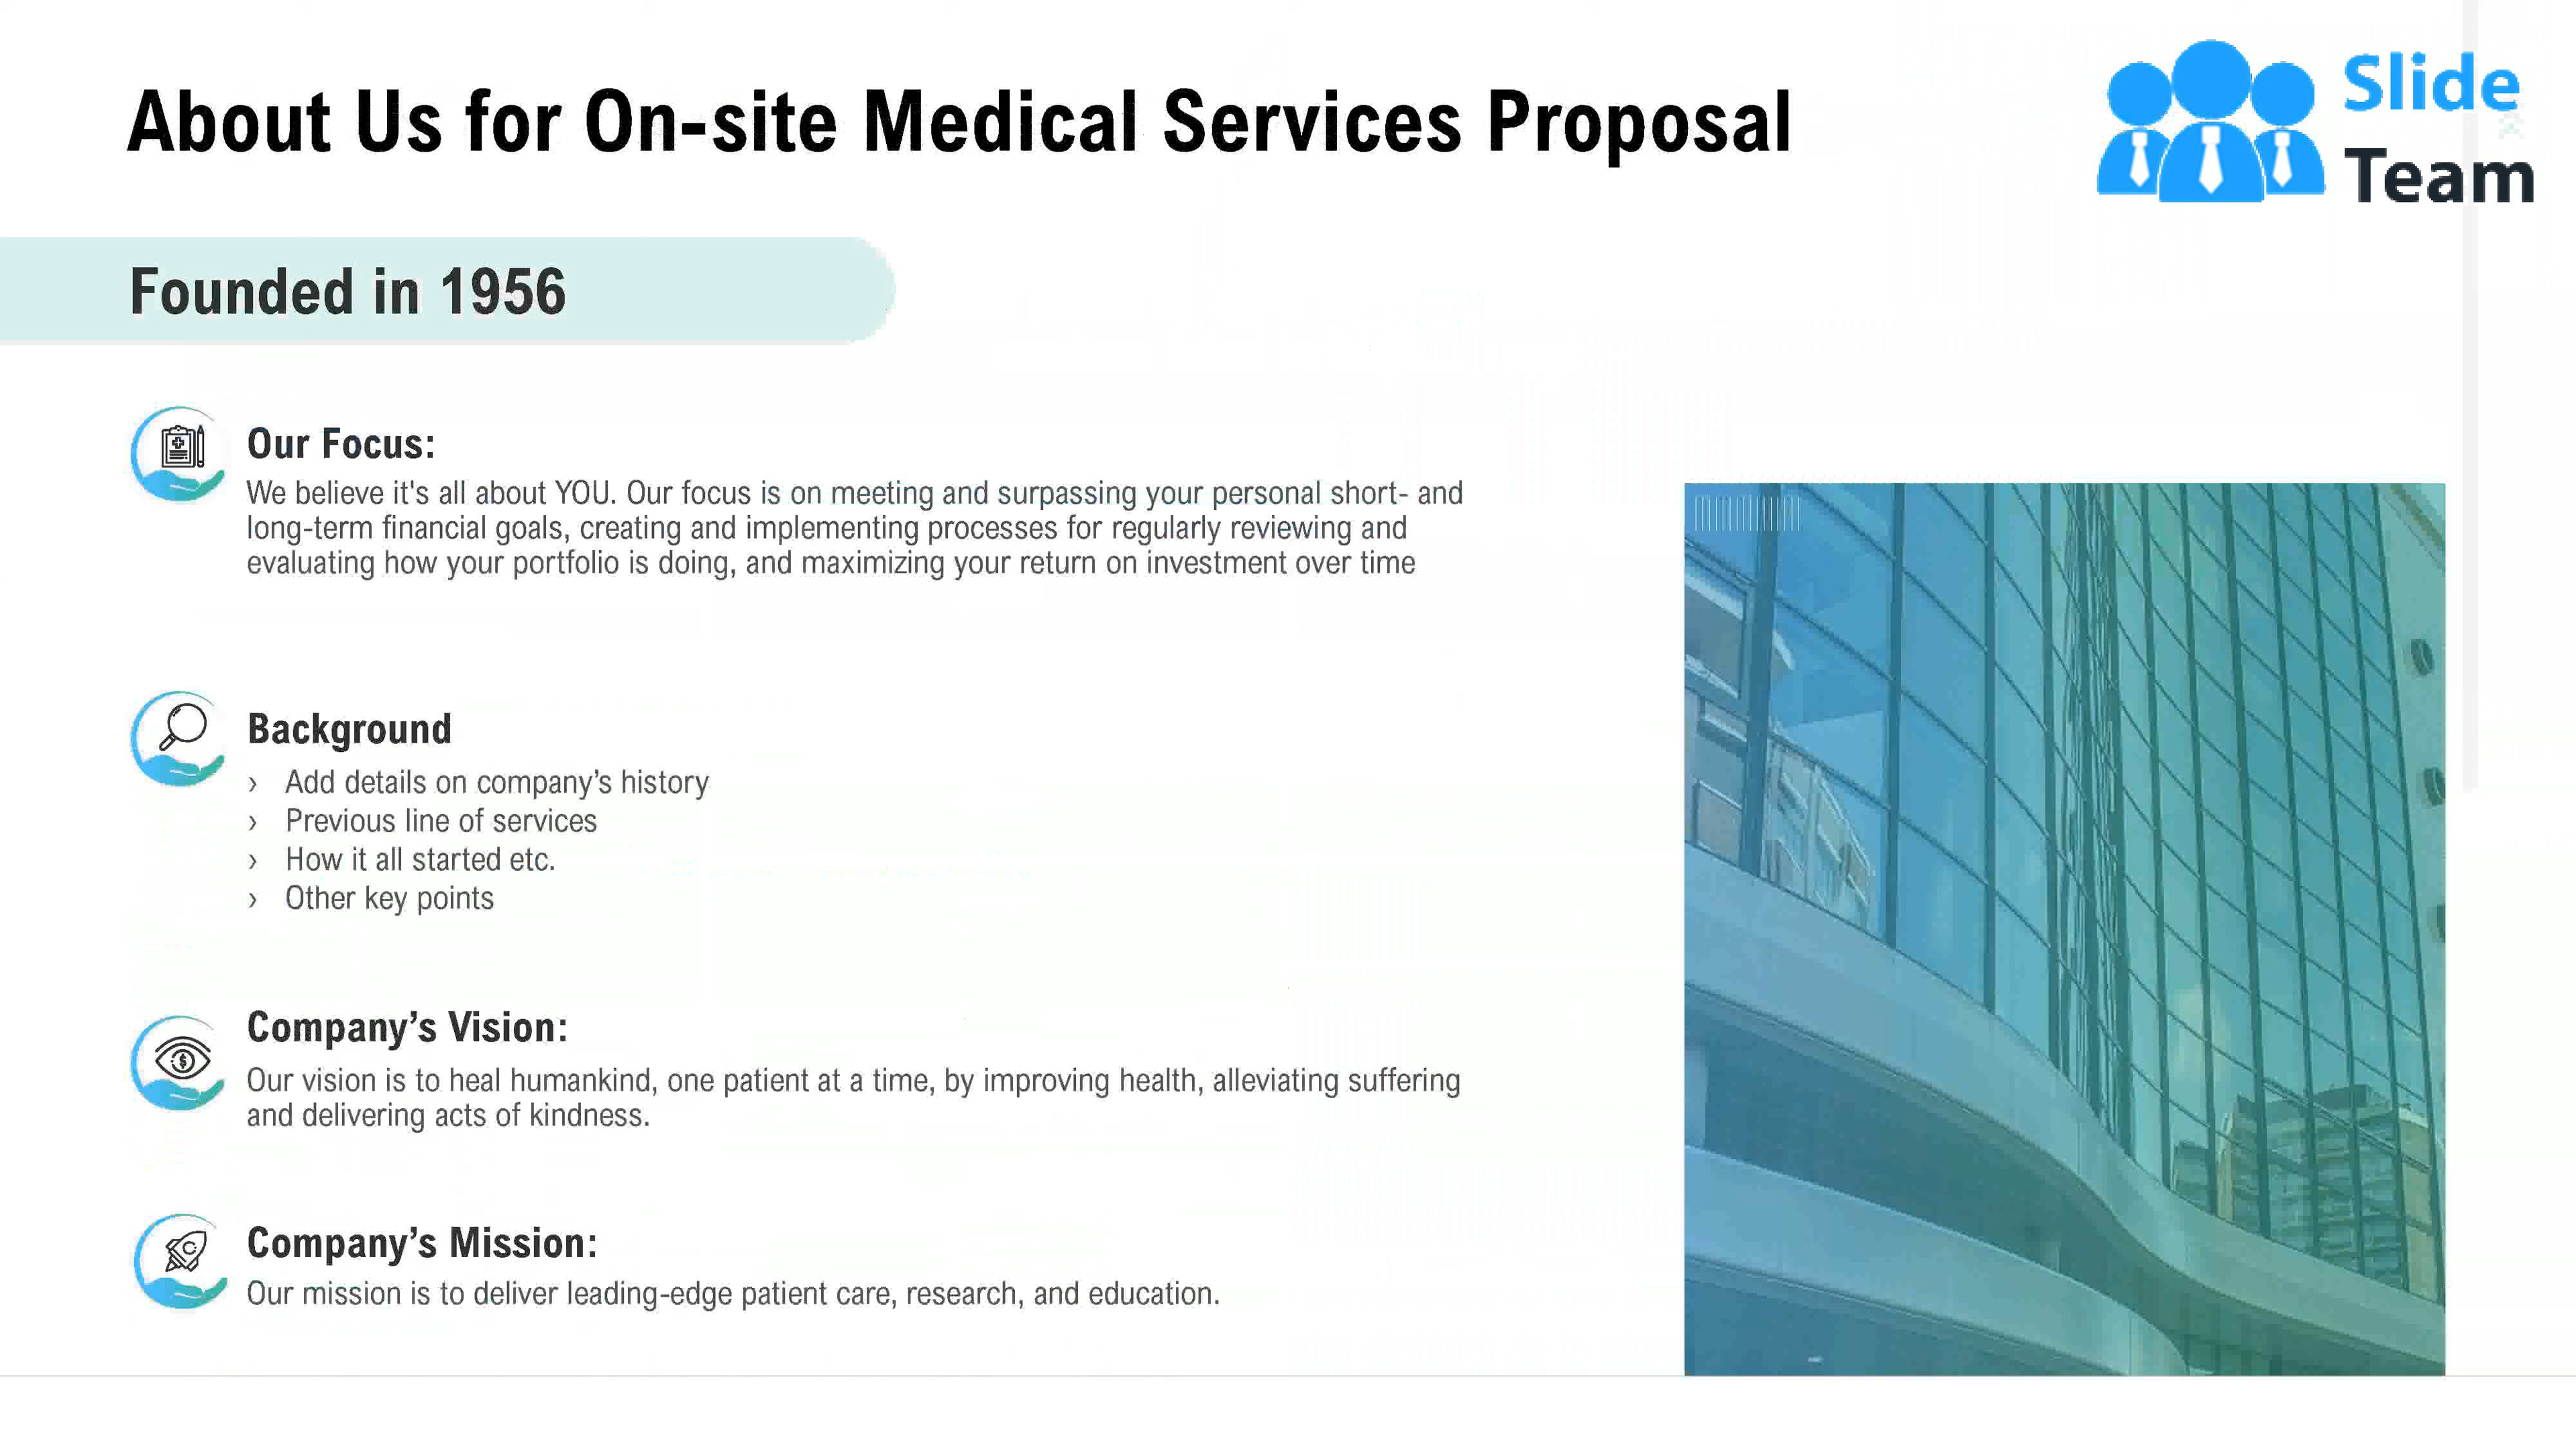 About Us for On-site Medical Services Proposal
Slide
Team
Founded in 1956
Our Focus:
We believe it's all about YOU. Our focus is on meeting and surpassing your personal short- and
long-term financial goals, creating and implementing processes for regularly reviewing and
evaluating how your portfolio is doing, and maximizing your return on investment over time
Background
› Add details on company’s history
› Previous line of services
› How it all started etc.
› Other key points
Company’s Vision:
Our vision is to heal humankind, one patient at a time, by improving health, alleviating suffering
and delivering acts of kindness.
Company’s Mission:
Our mission is to deliver leading-edge patient care, research, and education.